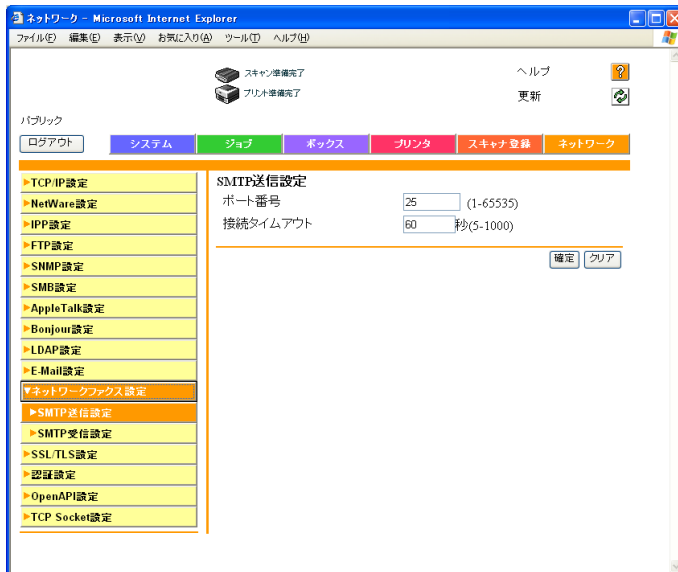 ネットワーク - Microsoft Internet Explorer
ファイル(F) 編集(E) 表示(V) お気に入り(A) ツール(T) ヘルプ(H)
スキャン準備完了
プリント準備完了
ヘルプ
?
更新
パブリック
ログアウト
システム ジョブ ボックス プリンタ スキャナ登録 ネットワーク
▶TCP/IP設定
▶NetWare設定
▶IPP設定
▶FTP設定
▶SNMP設定
▶SMB設定
▶AppleTalk設定
▶Bonjour設定
▶LDAP設定
▶E-Mail設定
▼ネットワークファクス設定
▶SMTP送信設定
▶SMTP受信設定
▶SSL/TLS設定
▶認証設定
▶OpenAPI設定
▶TCP Socket設定
SMTP送信設定
ポート番号 25 (1-65535)
接続タイムアウト 60 秒(5-1000)
確定 クリア